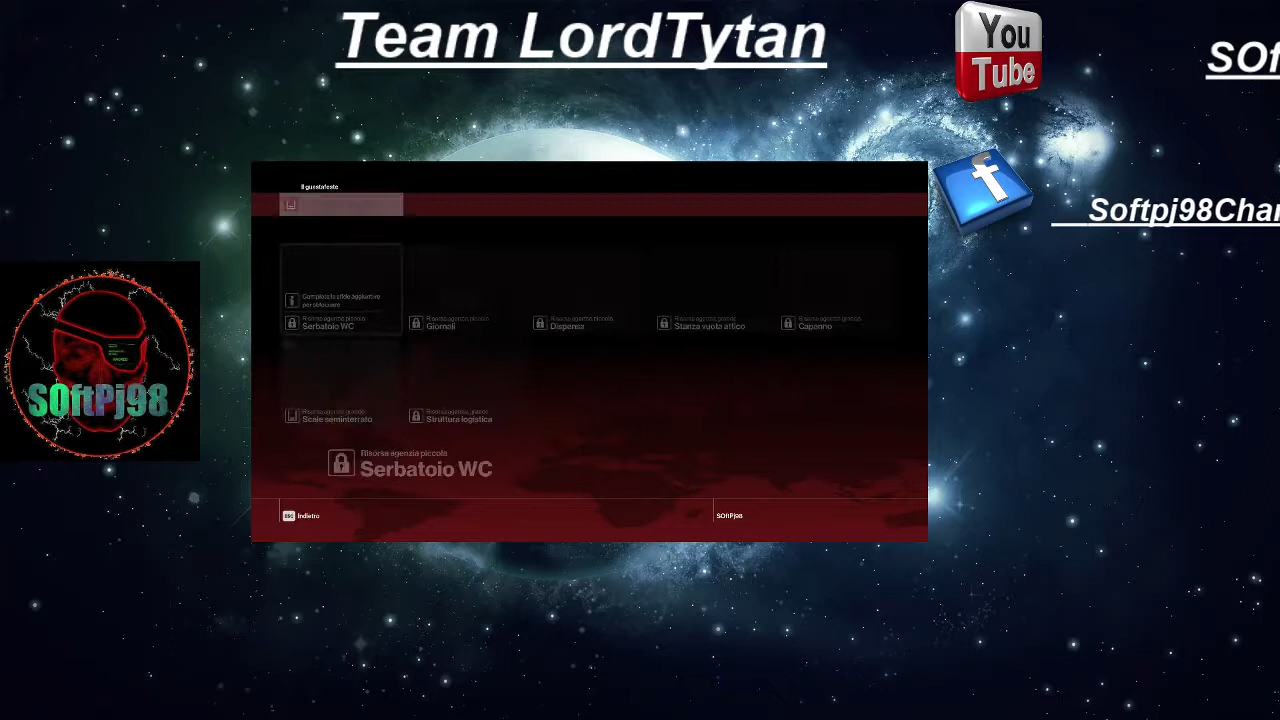 Team LordTytan
You
Tube
SOf
Il guastafeste
f
Softpj98Chan
Completa le sfide aggiuntive
per sbloccare
Risorsa agenzia piccola
Serbatoio WC
Risorsa agenzia piccola
Giornali
Risorsa agenzia piccola
Dispensa
Risorsa agenzia grande
Stanza vuota attico
Risorsa agenzia grande
Capanno
SOftPj98
Risorsa agenzia grande
Scale seminterrato
Risorsa agenzia grande
Struttura logistica
Risorsa agenzia piccola
Serbatoio WC
ESC Indietro
SOftPj98